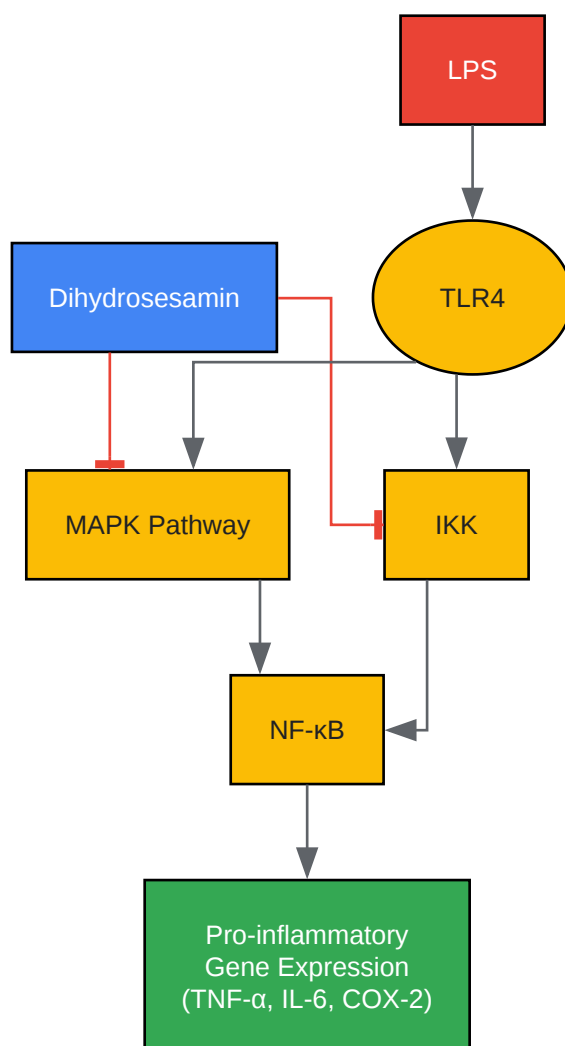 LPS
TLR4
Dihydrosesamin
MAPK Pathway
IKK
NF-κB
Pro-inflammatory
Gene Expression
(TNF-α, IL-6, COX-2)